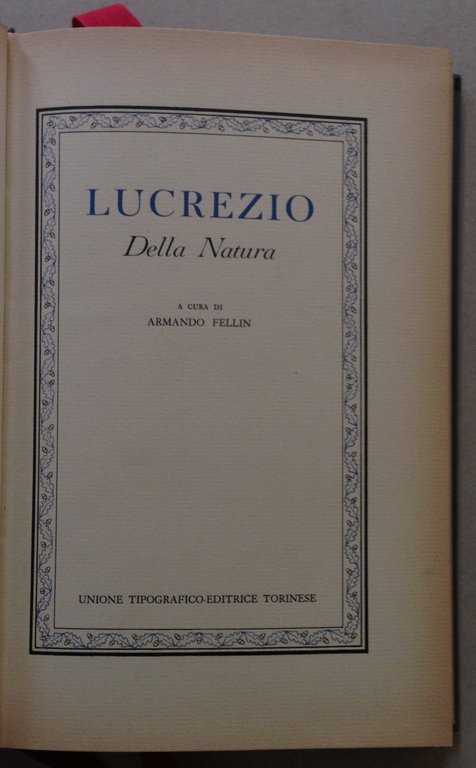 LUCREZIO
Della Natura
A CURA DI
ARMANDO FELLIN
UNIONE TIPOGRAFICO-EDITRICE TORINESE